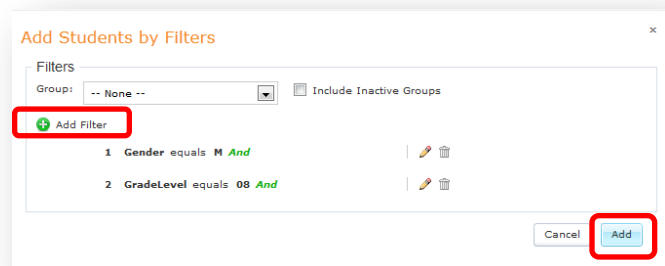 Add Students by Filters
×
Filters
Group: -- None -- Include Inactive Groups
Add Filter
1 Gender equals M And
2 GradeLevel equals 08 And
Cancel Add